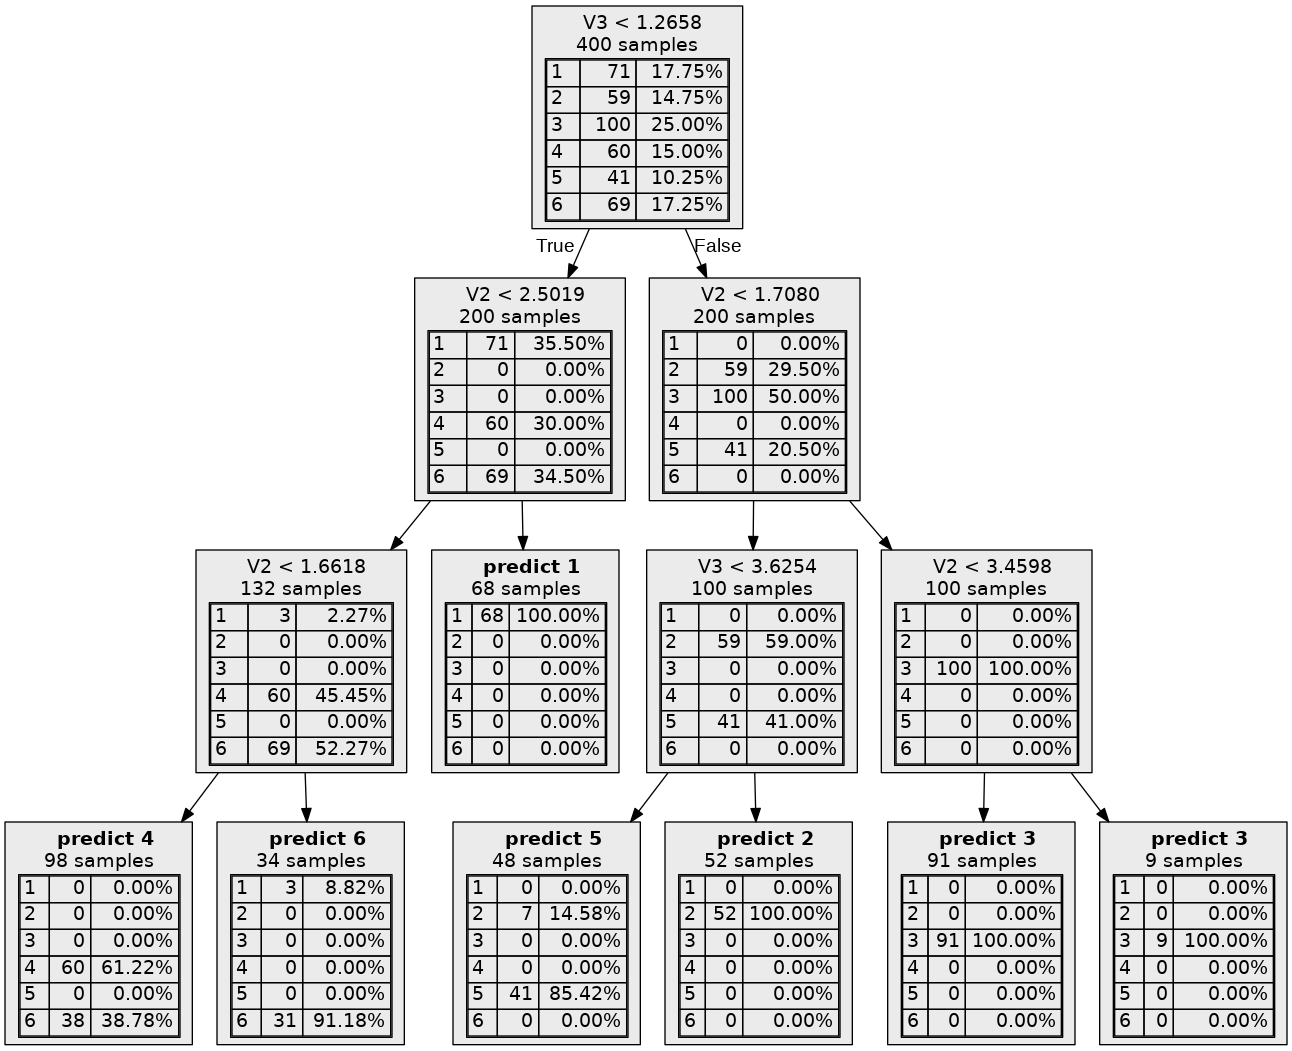 V3 < 1.2658
400 samples
1 71 17.75%
2 59 14.75%
3 100 25.00%
4 60 15.00%
5 41 10.25%
6 69 17.25%
True
False
V2 < 2.5019
200 samples
1 71 35.50%
2 0 0.00%
3 0 0.00%
4 60 30.00%
5 0 0.00%
6 69 34.50%
V2 < 1.7080
200 samples
1 0 0.00%
2 59 29.50%
3 100 50.00%
4 0 0.00%
5 41 20.50%
6 0 0.00%
V2 < 1.6618
132 samples
1 3 2.27%
2 0 0.00%
3 0 0.00%
4 60 45.45%
5 0 0.00%
6 69 52.27%
predict 1
68 samples
1 68 100.00%
2 0 0.00%
3 0 0.00%
4 0 0.00%
5 0 0.00%
6 0 0.00%
V3 < 3.6254
100 samples
1 0 0.00%
2 59 59.00%
3 0 0.00%
4 0 0.00%
5 41 41.00%
6 0 0.00%
V2 < 3.4598
100 samples
1 0 0.00%
2 0 0.00%
3 100 100.00%
4 0 0.00%
5 0 0.00%
6 0 0.00%
predict 4
98 samples
1 0 0.00%
2 0 0.00%
3 0 0.00%
4 60 61.22%
5 0 0.00%
6 38 38.78%
predict 6
34 samples
1 3 8.82%
2 0 0.00%
3 0 0.00%
4 0 0.00%
5 0 0.00%
6 31 91.18%
predict 5
48 samples
1 0 0.00%
2 7 14.58%
3 0 0.00%
4 0 0.00%
5 41 85.42%
6 0 0.00%
predict 2
52 samples
1 0 0.00%
2 52 100.00%
3 0 0.00%
4 0 0.00%
5 0 0.00%
6 0 0.00%
predict 3
91 samples
1 0 0.00%
2 0 0.00%
3 91 100.00%
4 0 0.00%
5 0 0.00%
6 0 0.00%
predict 3
9 samples
1 0 0.00%
2 0 0.00%
3 9 100.00%
4 0 0.00%
5 0 0.00%
6 0 0.00%